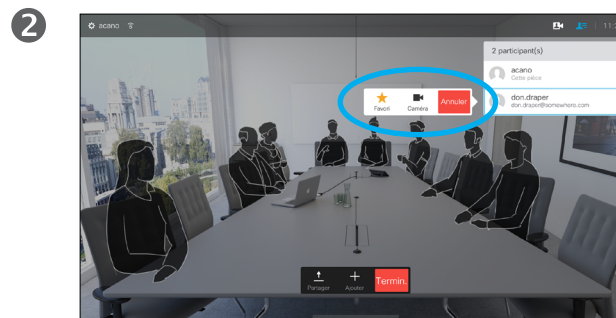 2
acano
11:
2 participant(s)
acano
Cette pièce
don.draper
don.draper@somewhere.com
Favori
Caméra
Annuler
Partager
Ajouter
Termin.